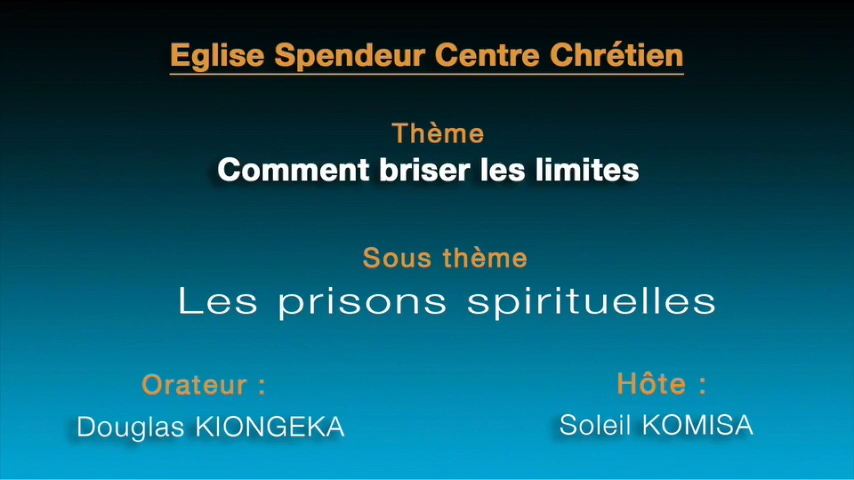 Eglise Spendeur Centre Chrétien
Thème
Comment briser les limites
Sous thème
Les prisons spirituelles
Orateur :
Douglas KIONGEKA
Hôte :
Soleil KOMISA